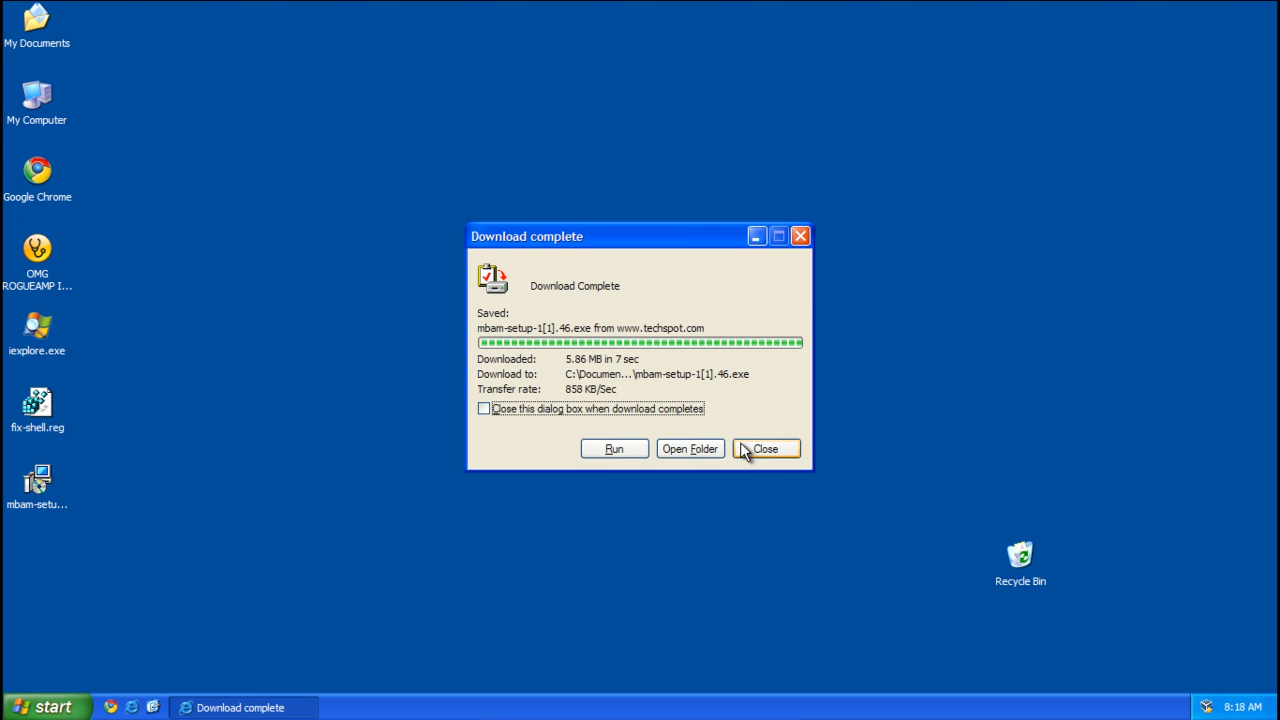 My Documents
My Computer
Google Chrome
OMG
ROGUEAMP I...
iexplore.exe
fix-shell.reg
mbam-setu...
Download complete
Download Complete
Saved:
mbam-setup-1[1].46.exe from www.techspot.com
Downloaded: 5.86 MB in 7 sec
Download to: C:\Documen...\mbam-setup-1[1].46.exe
Transfer rate: 858 KB/Sec
Close this dialog box when download completes
Run Open Folder Close
Recycle Bin
start Download complete 8:18 AM